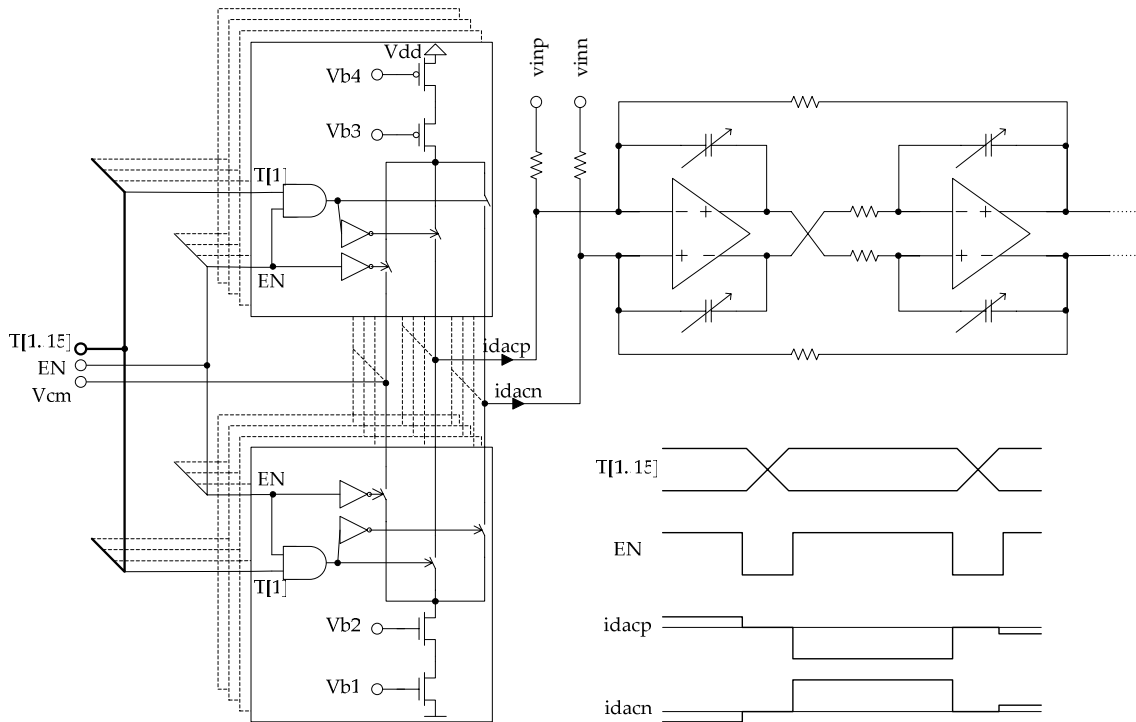 Vdd
Vb4
Vb3
T[1]
EN
T[1..15]
EN
Vcm
vinp
vinn
idacp
idacn
EN
T[1]
Vb2
Vb1
T[1..15]
EN
idacp
idacn